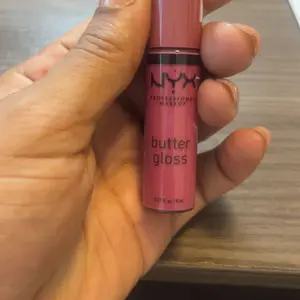 NYX
PROFESSIONAL
MAKEUP
butter
gloss